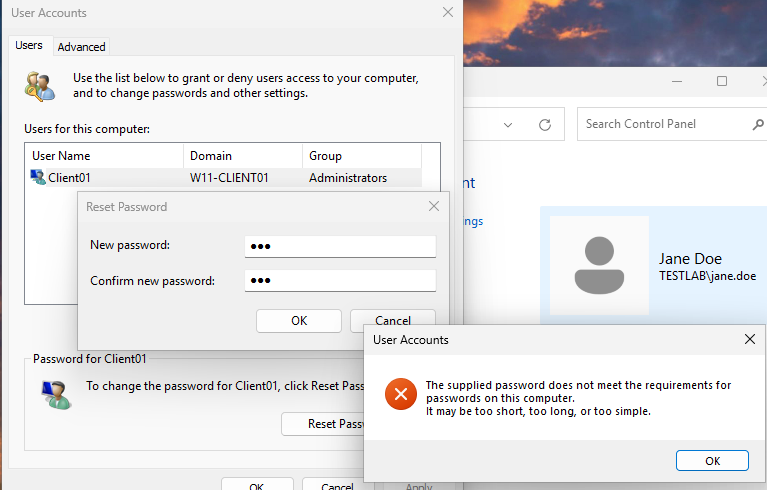 User Accounts
Users
Advanced
Use the list below to grant or deny users access to your computer,
and to change passwords and other settings.
Users for this computer:
User Name Domain Group
Client01 W11-CLIENT01 Administrators
Reset Password
New password:
Confirm new password:
OK Cancel
Password for Client01
To change the password for Client01, click Reset Pass
Reset Passw
OK Cancel Apply
Search Control Panel
nt
ngs
Jane Doe
TESTLAB\jane.doe
User Accounts
The supplied password does not meet the requirements for
passwords on this computer.
It may be too short, too long, or too simple.
OK